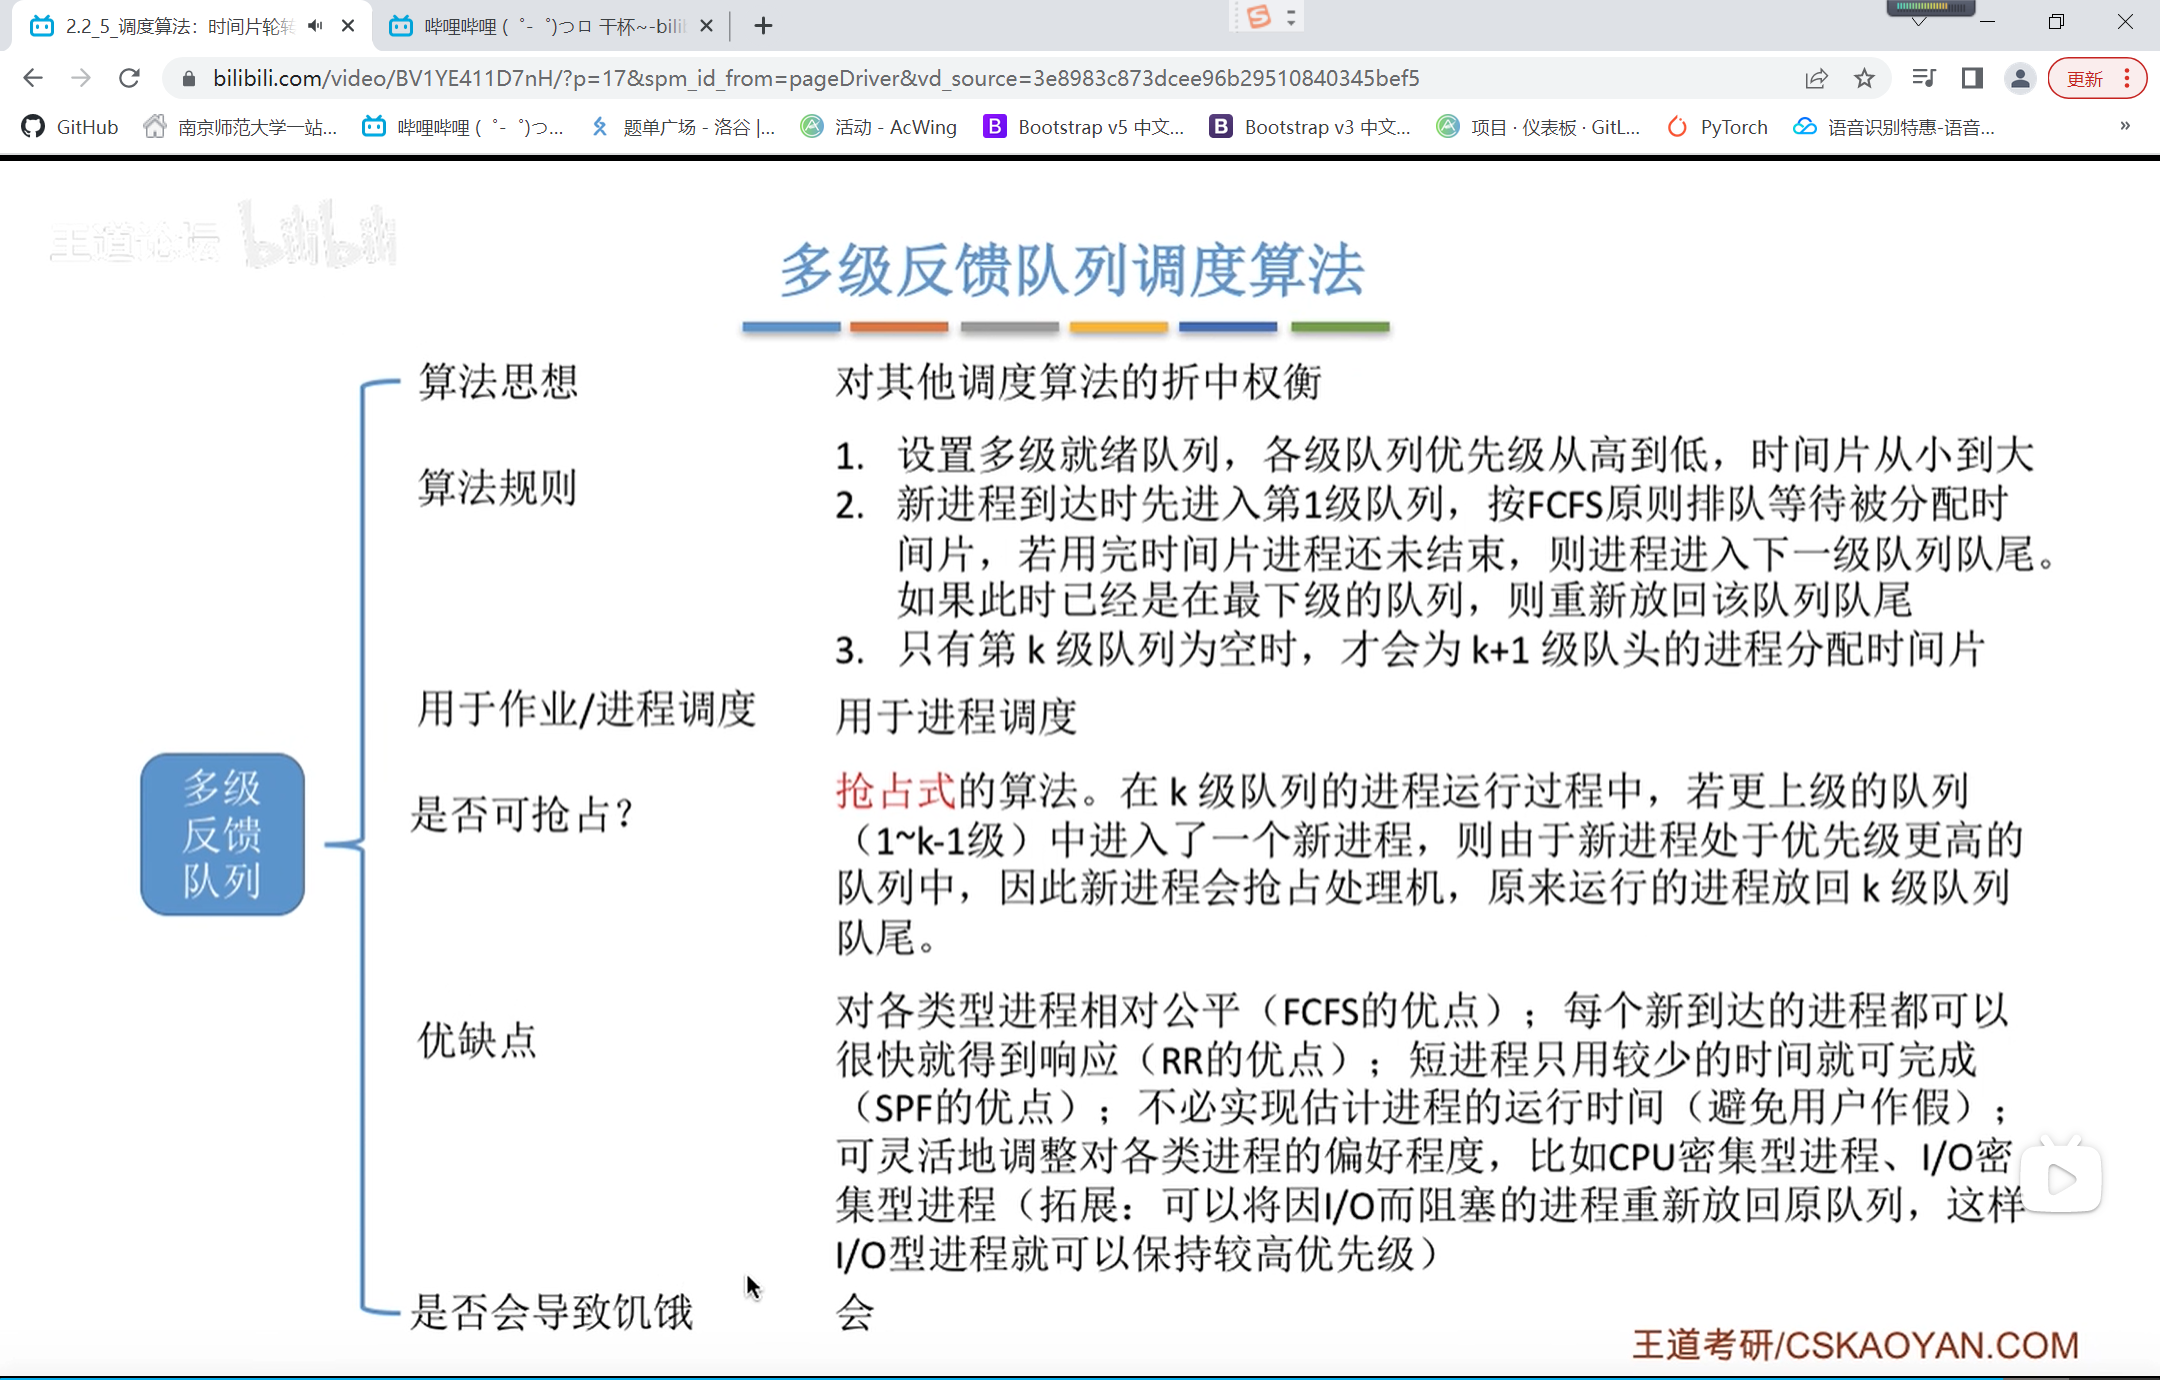 2.2_5_调度算法：时间片轮转
哔哩哔哩 (゜-゜)つロ 干杯~-bili
bilibili.com/video/BV1YE411D7nH/?p=17&spm_id_from=pageDriver&vd_source=3e8983c873dcee96b29510840345bef5
更新
GitHub
南京师范大学一站...
哔哩哔哩 (゜-゜)つ...
题单广场 - 洛谷 |...
活动 - AcWing
Bootstrap v5 中文...
Bootstrap v3 中文...
项目 · 仪表板 · GitL...
PyTorch
语音识别特惠-语音...
王道论坛 bilibili
多级反馈队列调度算法
算法思想
对其他调度算法的折中权衡
算法规则
1. 设置多级就绪队列，各级队列优先级从高到低，时间片从小到大
2. 新进程到达时先进入第1级队列，按FCFS原则排队等待被分配时
间片，若用完时间片进程还未结束，则进程进入下一级队列队尾。
如果此时已经是在最下级的队列，则重新放回该队列队尾
3. 只有第 k 级队列为空时，才会为 k+1 级队头的进程分配时间片
用于作业/进程调度
用于进程调度
多级
反馈
队列
是否可抢占？
抢占式的算法。在 k 级队列的进程运行过程中，若更上级的队列
（1~k-1级）中进入了一个新进程，则由于新进程处于优先级更高的
队列中，因此新进程会抢占处理机，原来运行的进程放回 k 级队列
队尾。
优缺点
对各类型进程相对公平（FCFS的优点）；每个新到达的进程都可以
很快就得到响应（RR的优点）；短进程只用较少的时间就可完成
（SPF的优点）；不必实现估计进程的运行时间（避免用户作假）；
可灵活地调整对各类进程的偏好程度，比如CPU密集型进程、I/O密
集型进程（拓展：可以将因I/O而阻塞的进程重新放回原队列，这样
I/O型进程就可以保持较高优先级）
是否会导致饥饿
会
王道考研/CSKAOYAN.COM